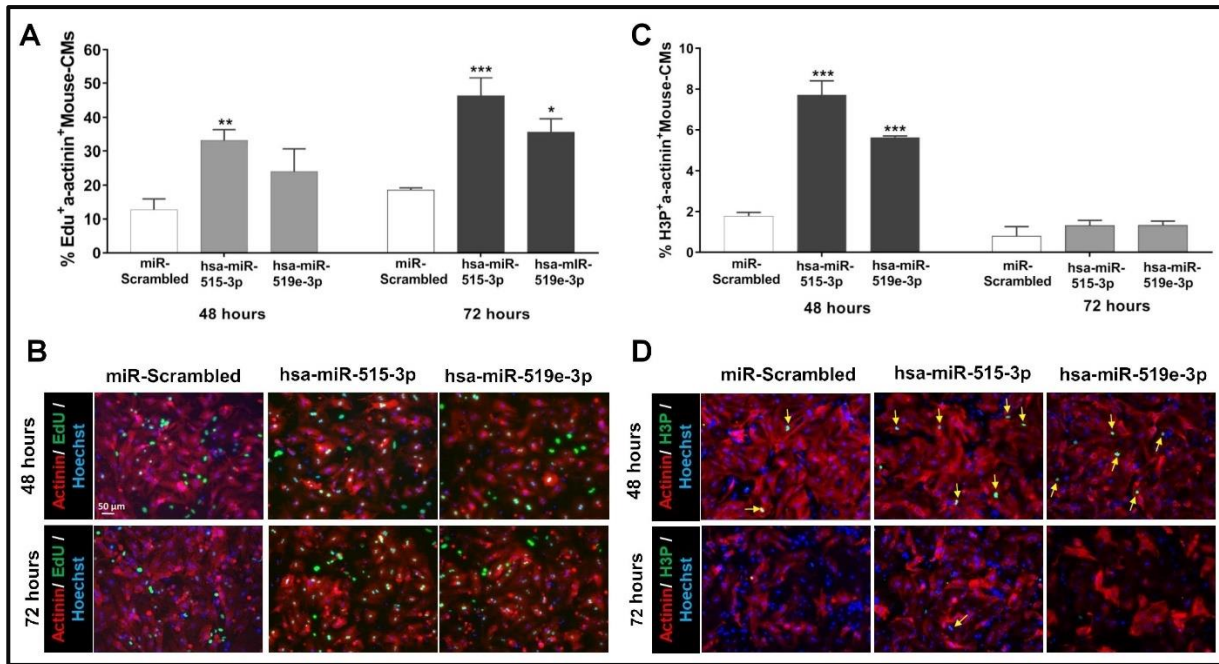 A
% Edu+a-actinin+Mouse-CMs
60
50
40
30
20
10
0
**
***
*
miR-
Scrambled
hsa-miR-
515-3p
hsa-miR-
519e-3p
miR-
Scrambled
hsa-miR-
515-3p
hsa-mIR-
519e-3p
48 hours
72 hours
C
% H3P+a-actinin+Mouse-CMs
10
8
6
4
2
0
***
***
miR-
Scrambled
hsa-miR-
515-3p
hsa-miR-
519e-3p
miR-
Scrambled
hsa-miR-
515-3p
hsa-miR-
519e-3p
48 hours
72 hours
B
miR-Scrambled
hsa-miR-515-3p
hsa-miR-519e-3p
48 hours
Actinin/ EdU /
Hoechst
50 µm
72 hours
Actinin/ EdU /
Hoechst
D
miR-Scrambled
hsa-miR-515-3p
hsa-miR-519e-3p
48 hours
Actinin/ H3P /
Hoechst
72 hours
Actinin/ H3P /
Hoechst